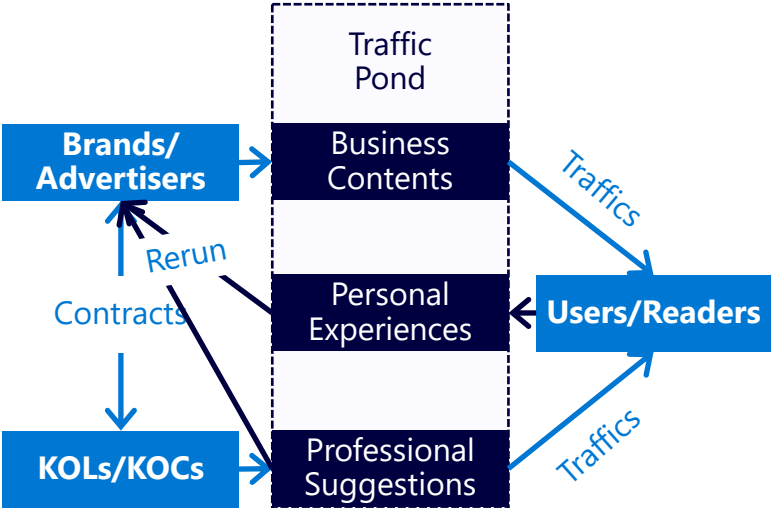 Traffic
Pond
Brands/
Advertisers
Business
Contents
Traffics
Rerun
Contracts
Personal
Experiences
Users/Readers
KOLs/KOCs
Professional
Suggestions
Traffics